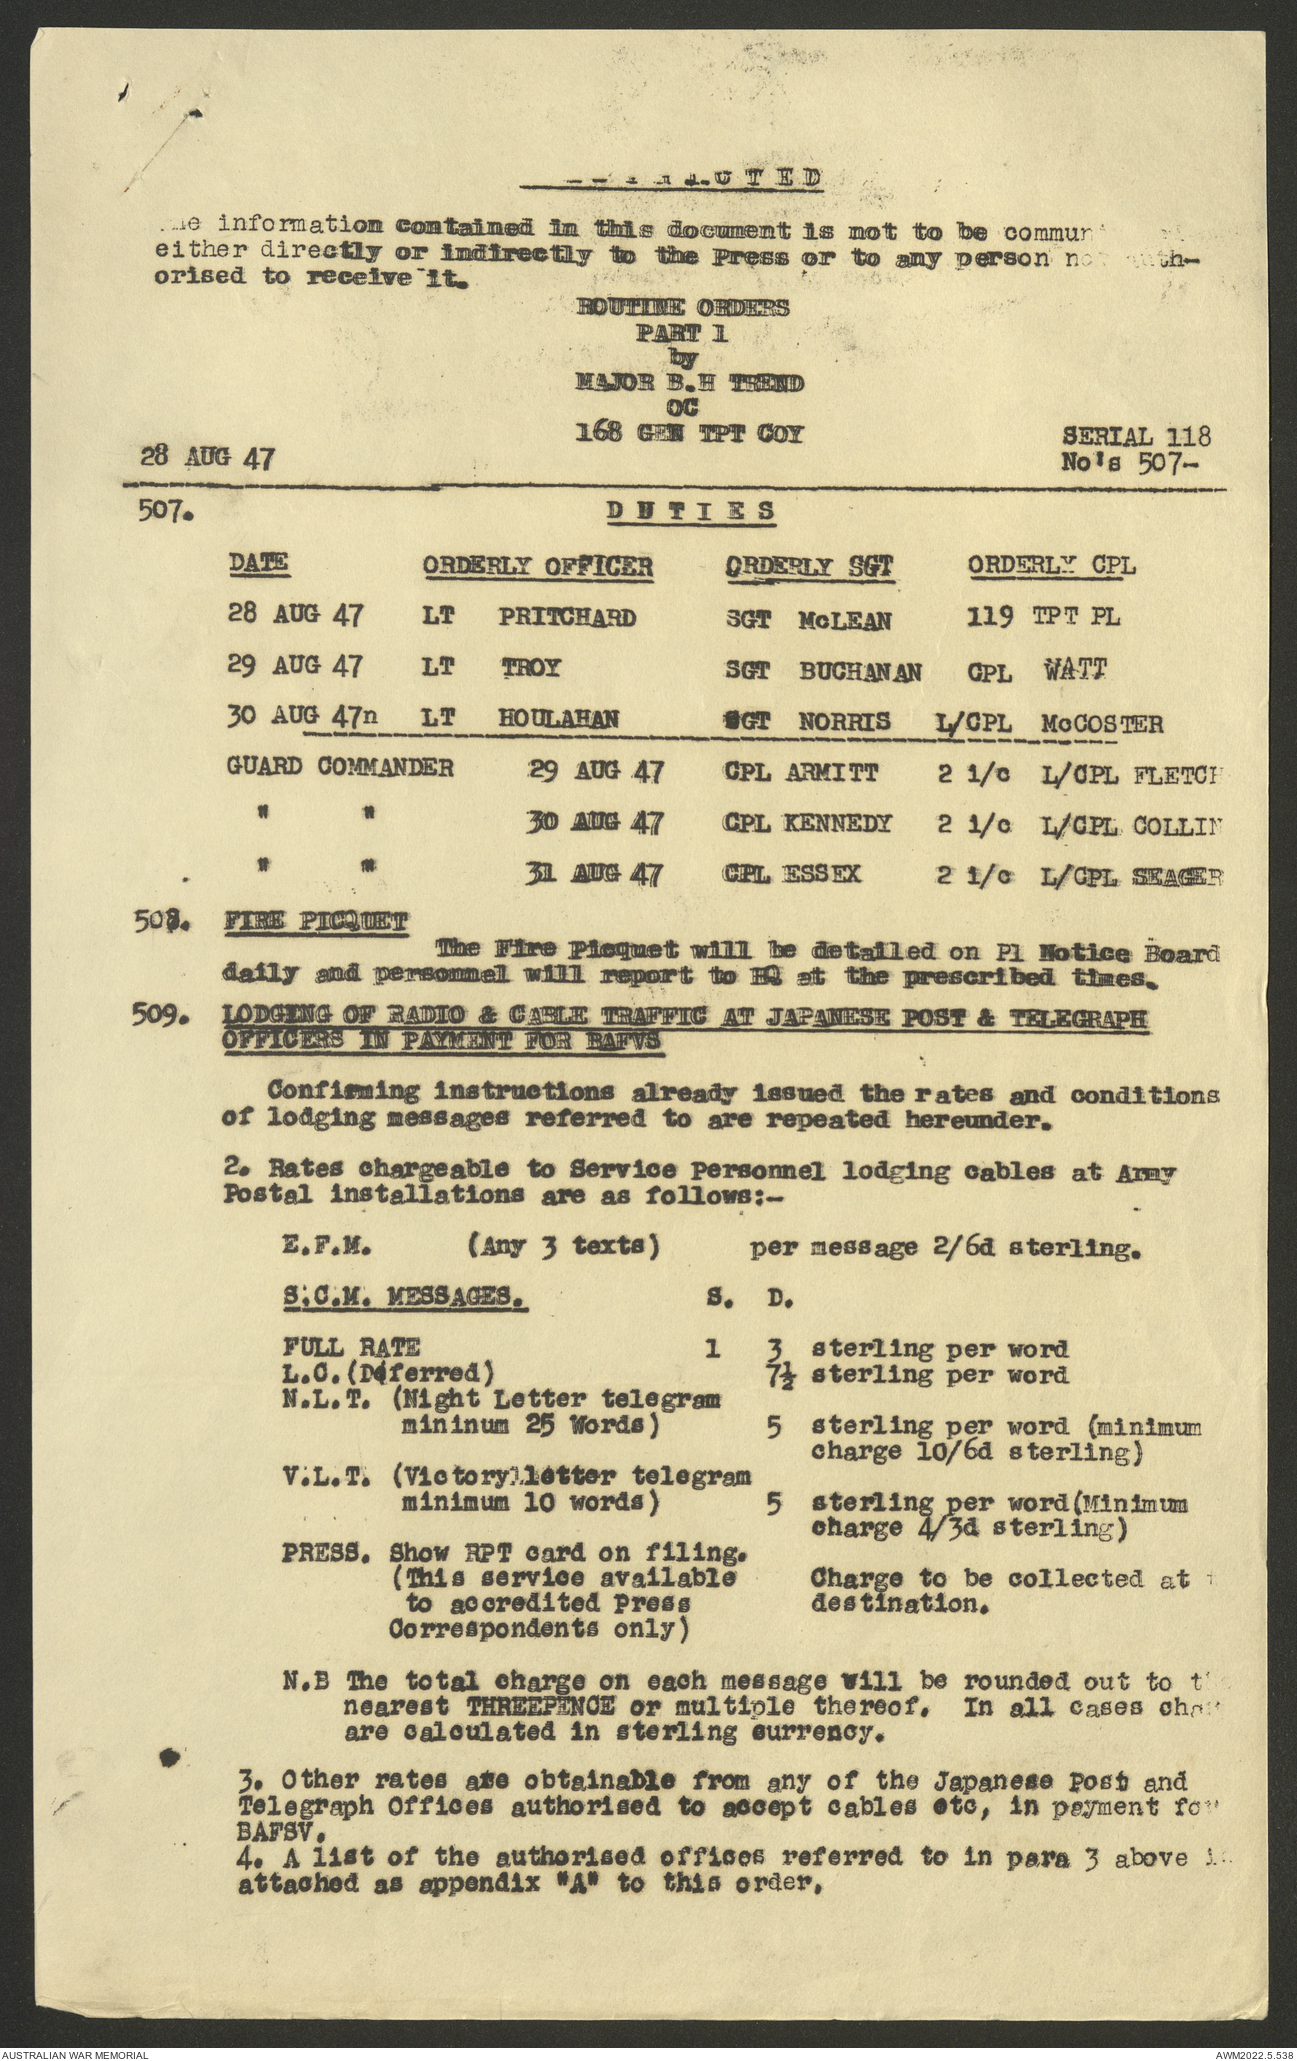 information contained in this document is not to be
either directly or indirectly to the Press or to any person
orised to receive it.
ROUTINE ORDERS
PART 1
by
MAJOR B.H TREND
OC
168 GEN TPT COY
SERIAL 118
28 AUG 47 No's 507-
507. D U T I E S
DATE ORDERLY OFFICER ORDERLY SGT ORDERLY CPL
28 AUG 47 LT PRITCHARD SGT McLEAN 119 TPT PL
29 AUG 47 LT TROY SGT BUCHANAN CPL WATT
30 AUG 47n LT HOULAHAN SGT NORRIS L/CPL McCOSTER
GUARD COMMANDER 29 AUG 47 CPL ARMITT 2 i/c L/CPL
" " 30 AUG 47 CPL KENNEDY 2 i/c L/CPL
" " 31 AUG 47 CPL ESSEX 2 i/c L/CPL SEAGER
508. FIRE PICQUET
The Fire Picquet will be detailed on Pl Notice Board
daily and personnel will report to HQ at the prescribed times.
509. LODGING OF RADIO & CABLE TRAFFIC AT JAPANESE POST & TELEGRAPH
OFFICERS IN PAYMENT FOR BAFVS
Confirming instructions already issued the rates and conditions
of lodging messages referred to are repeated hereunder.
2. Rates chargeable to Service Personnel lodging cables at Army
Postal installations are as follows:-
E.F.M. (Any 3 texts) per message 2/6d sterling.
S.C.M. MESSAGES. S. D.
FULL RATE 1 3 sterling per word
L.C.(Deferred) 7½ sterling per word
N.L.T. (Night Letter telegram
mininum 25 Words) 5 sterling per word (minimum
charge 10/6d sterling)
V.L.T. (Victory letter telegram
minimum 10 words) 5 sterling per word(Minimum
charge 4/3d sterling)
PRESS. Show RPT card on filing.
(This service available Charge to be collected at
to accredited Press destination.
Correspondents only)
N.B The total charge on each message will be rounded out to
nearest THREEPENCE or multiple thereof. In all cases
are calculated in sterling currency.
3. Other rates are obtainable from any of the Japanese Post and
Telegraph Offices authorised to accept cables etc, in payment for
BAFSV.
4. A list of the authorised offices referred to in para 3 above
attached as appendix "A" to this order.
AUSTRALIAN WAR MEMORIAL AWM2022.5.538